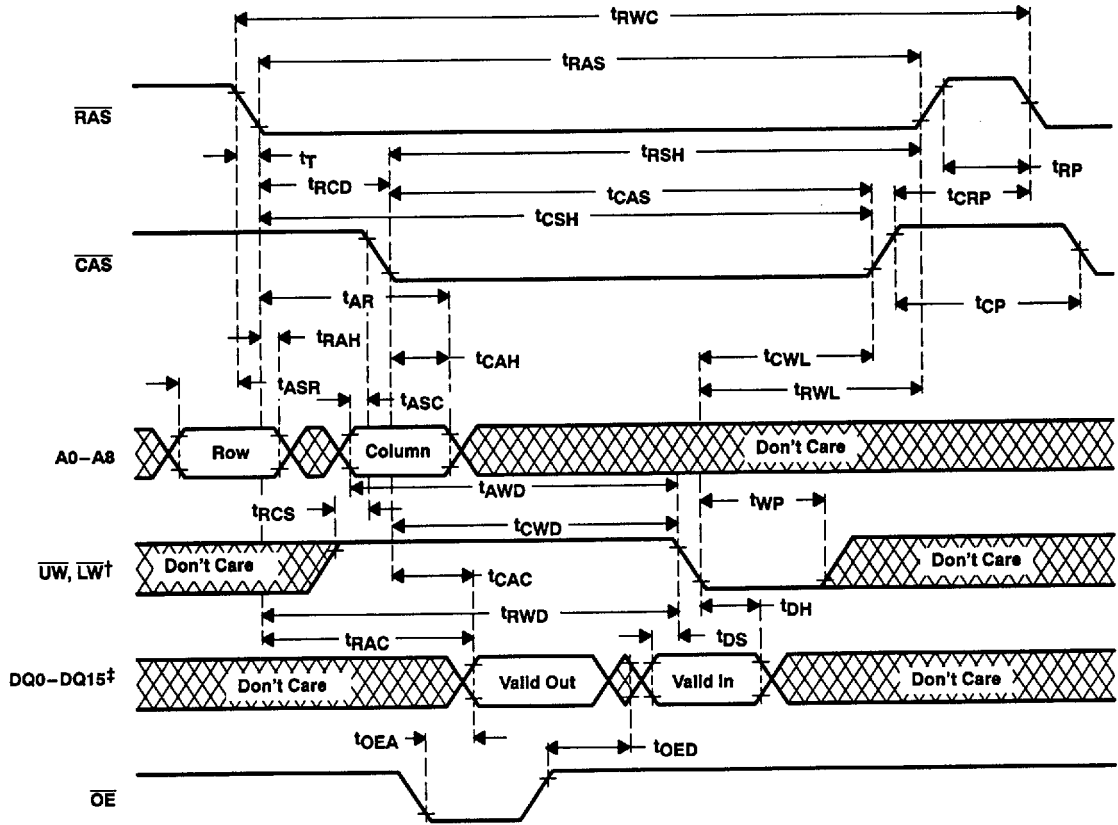 tRWC
tRAS
RAS
tT
tRSH
tRP
tRCD
tCAS
tCRP
tCSH
CAS
tAR
tCP
tRAH
tCAH
tCWL
tASR
tASC
tRWL
A0–A8
Row
Column
Don't Care
tAWD
tWP
tRCS
tCWD
UW, LW†
Don't Care
Don't Care
tCAC
tRWD
tDH
tRAC
tDS
DQ0–DQ15‡
Don't Care
Valid Out
Valid In
Don't Care
tOEA
tOED
OE